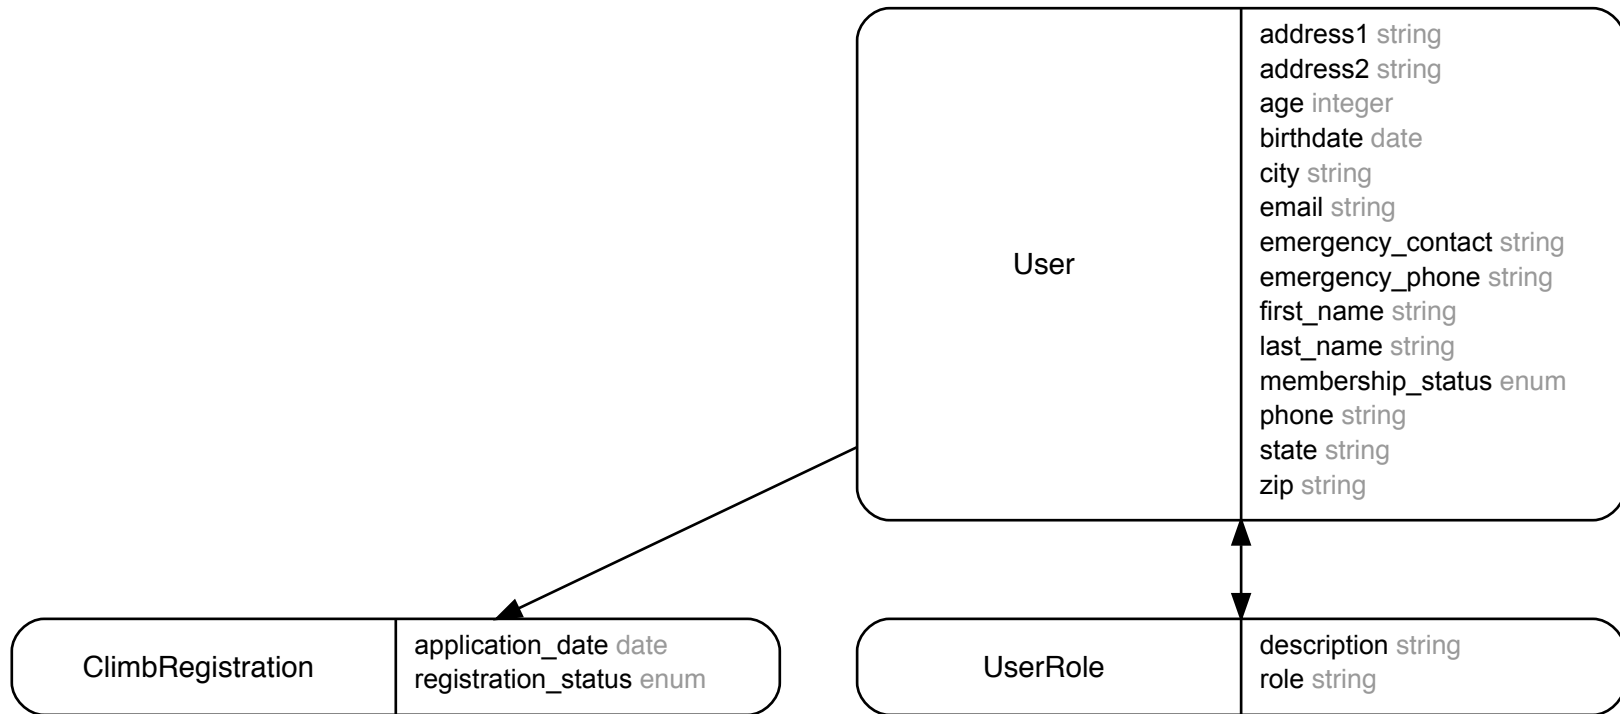 User
address1 string
address2 string
age integer
birthdate date
city string
email string
emergency_contact string
emergency_phone string
first_name string
last_name string
membership_status enum
phone string
state string
zip string
ClimbRegistration
application_date date
registration_status enum
UserRole
description string
role string